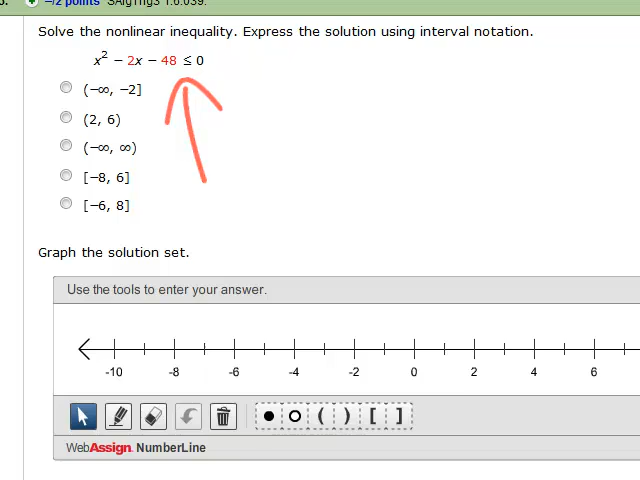 –/2 points SAlgTrig3 1.6.039.
Solve the nonlinear inequality. Express the solution using interval notation.
x² − 2x − 48 ≤ 0
(−∞, −2]
(2, 6)
(−∞, ∞)
[−8, 6]
[−6, 8]
Graph the solution set.
Use the tools to enter your answer.
-10 -8 -6 -4 -2 0 2 4 6
( ) [ ]
WebAssign. NumberLine